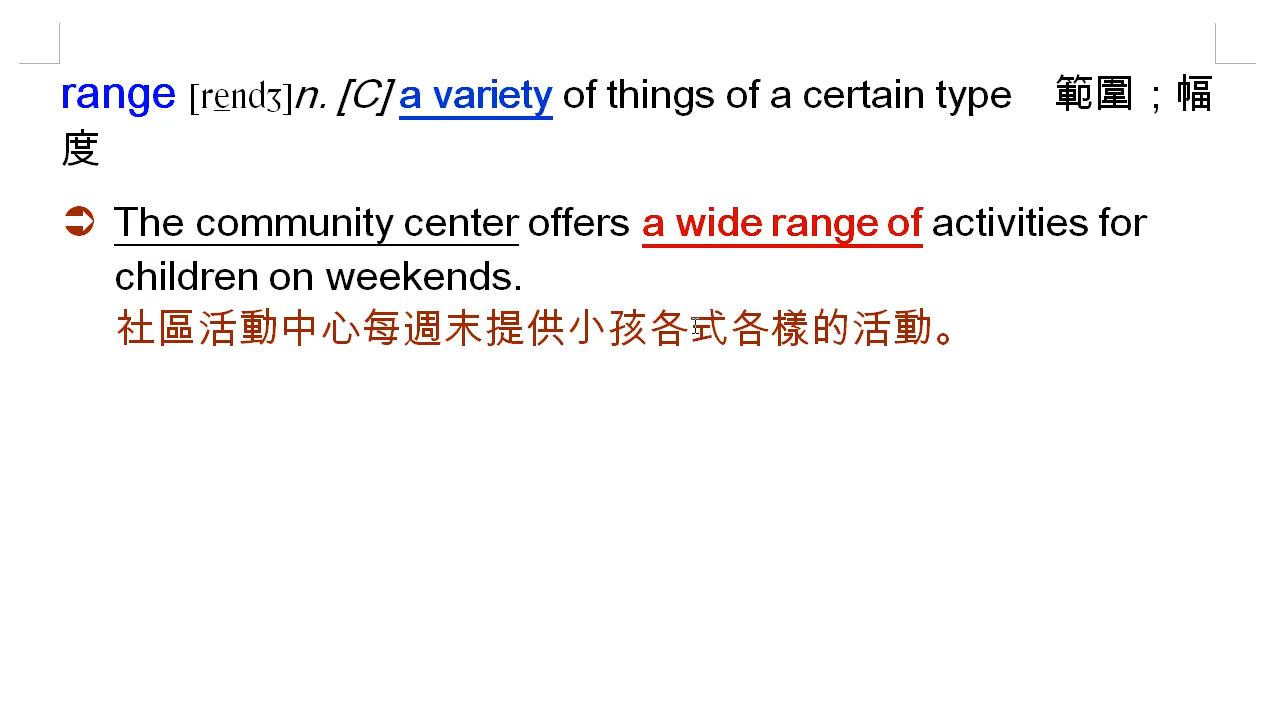 range [rendʒ]n. [C] a variety of things of a certain type 範圍；幅
度
➲ The community center offers a wide range of activities for
children on weekends.
社區活動中心每週末提供小孩各式各樣的活動。